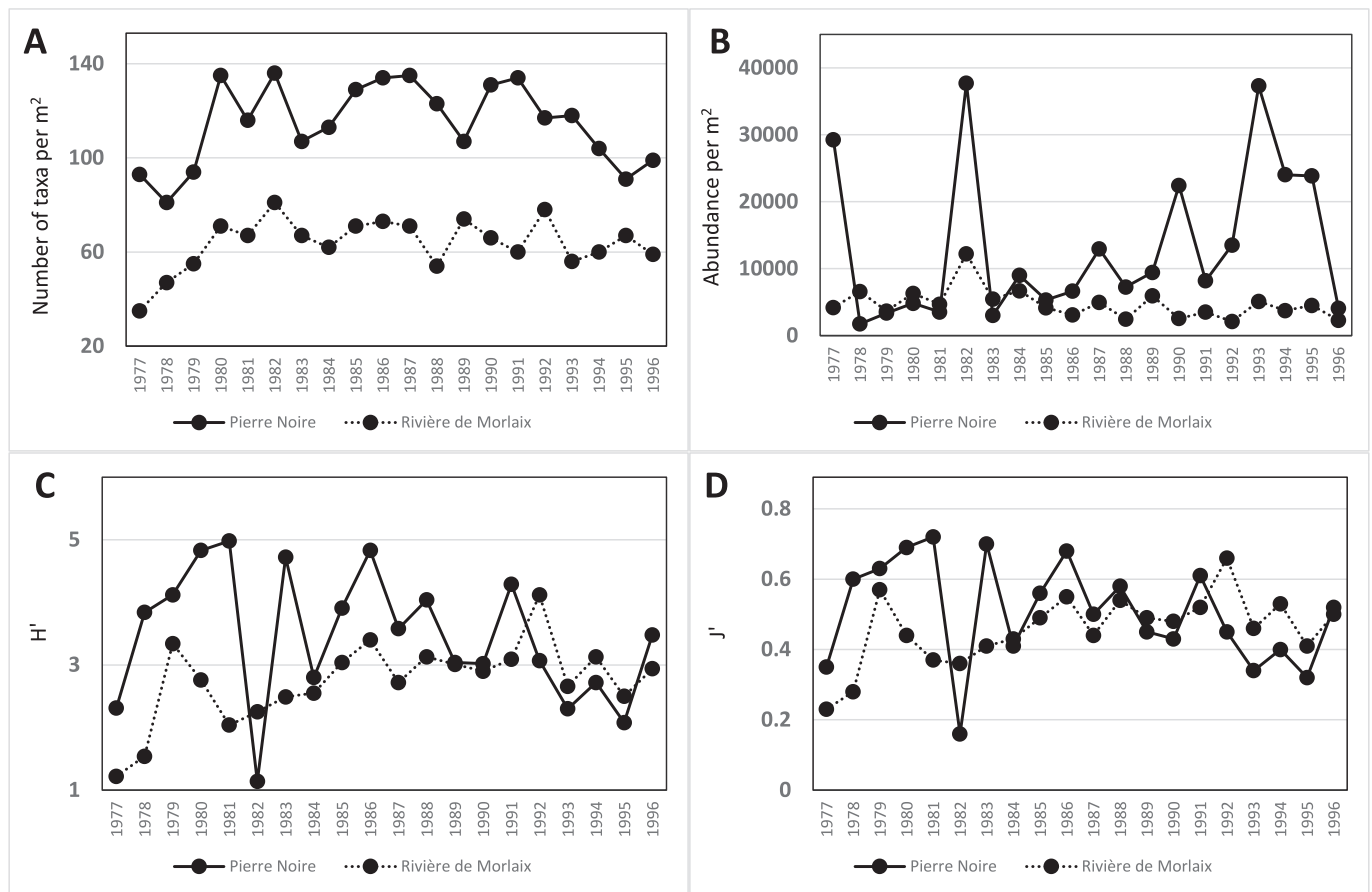 A
Number of taxa per m²
140
100
60
20
1977 1978 1979 1980 1981 1982 1983 1984 1985 1986 1987 1988 1989 1990 1991 1992 1993 1994 1995 1996
Pierre Noire Rivière de Morlaix
B
Abundance per m²
40000
30000
20000
10000
0
1977 1978 1979 1980 1981 1982 1983 1984 1985 1986 1987 1988 1989 1990 1991 1992 1993 1994 1995 1996
Pierre Noire Rivière de Morlaix
C
H'
5
3
1
1977 1978 1979 1980 1981 1982 1983 1984 1985 1986 1987 1988 1989 1990 1991 1992 1993 1994 1995 1996
Pierre Noire Rivière de Morlaix
D
J'
0.8
0.6
0.4
0.2
0
1977 1978 1979 1980 1981 1982 1983 1984 1985 1986 1987 1988 1989 1990 1991 1992 1993 1994 1995 1996
Pierre Noire Rivière de Morlaix